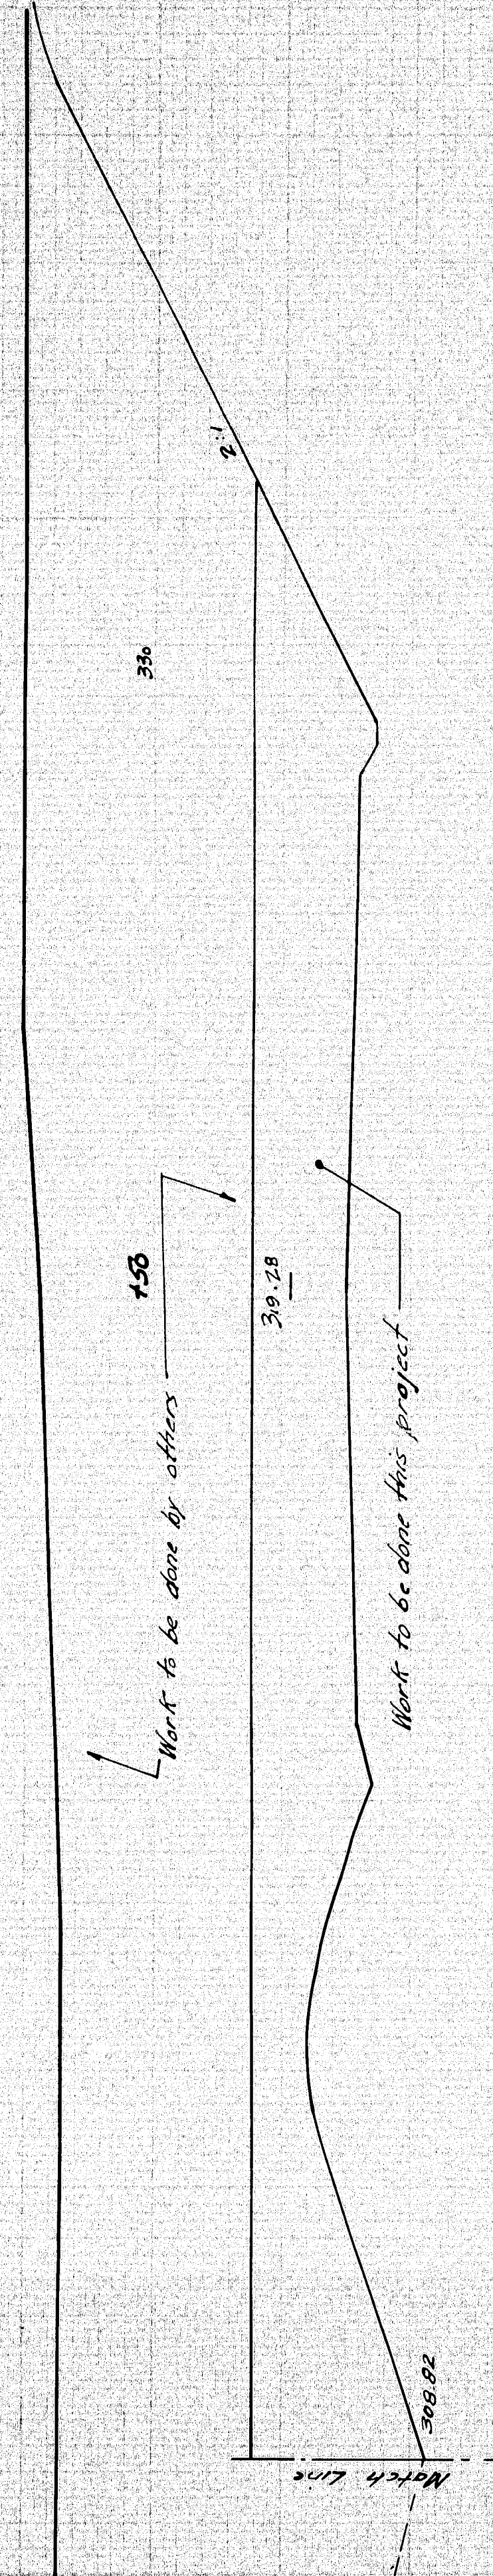 2:1
330
+50
Work to be done by others
319.28
Work to be done this project
308.82
Match Line